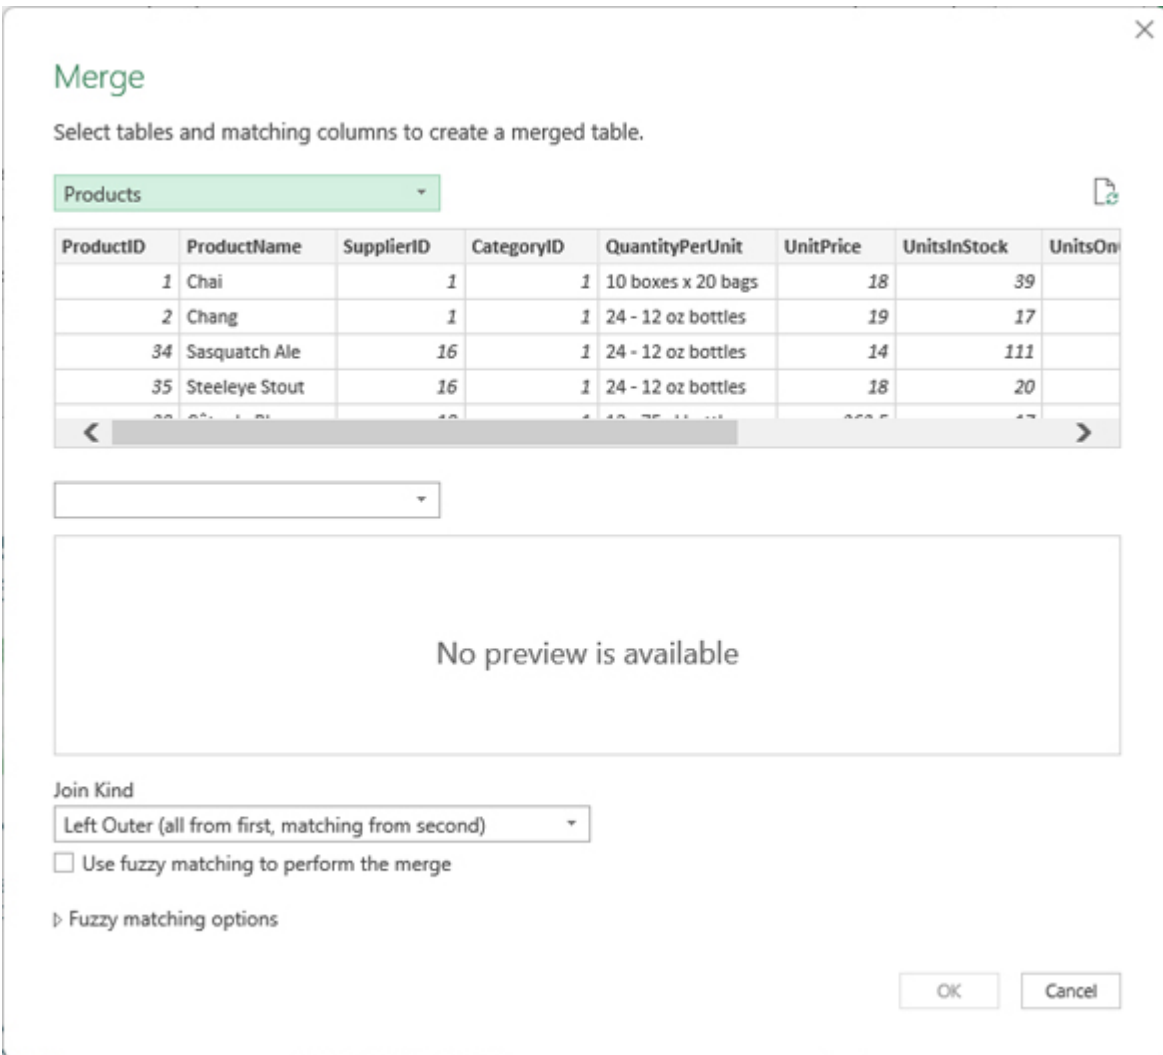 Merge
Select tables and matching columns to create a merged table.
Products
ProductID ProductName SupplierID CategoryID QuantityPerUnit UnitPrice UnitsInStock
1 Chai 1 1 10 boxes x 20 bags 18 39
2 Chang 1 1 24 - 12 oz bottles 19 17
34 Sasquatch Ale 16 1 24 - 12 oz bottles 14 111
35 Steeleye Stout 16 1 24 - 12 oz bottles 18 20
No preview is available
Join Kind
Left Outer (all from first, matching from second)
Use fuzzy matching to perform the merge
Fuzzy matching options
OK Cancel